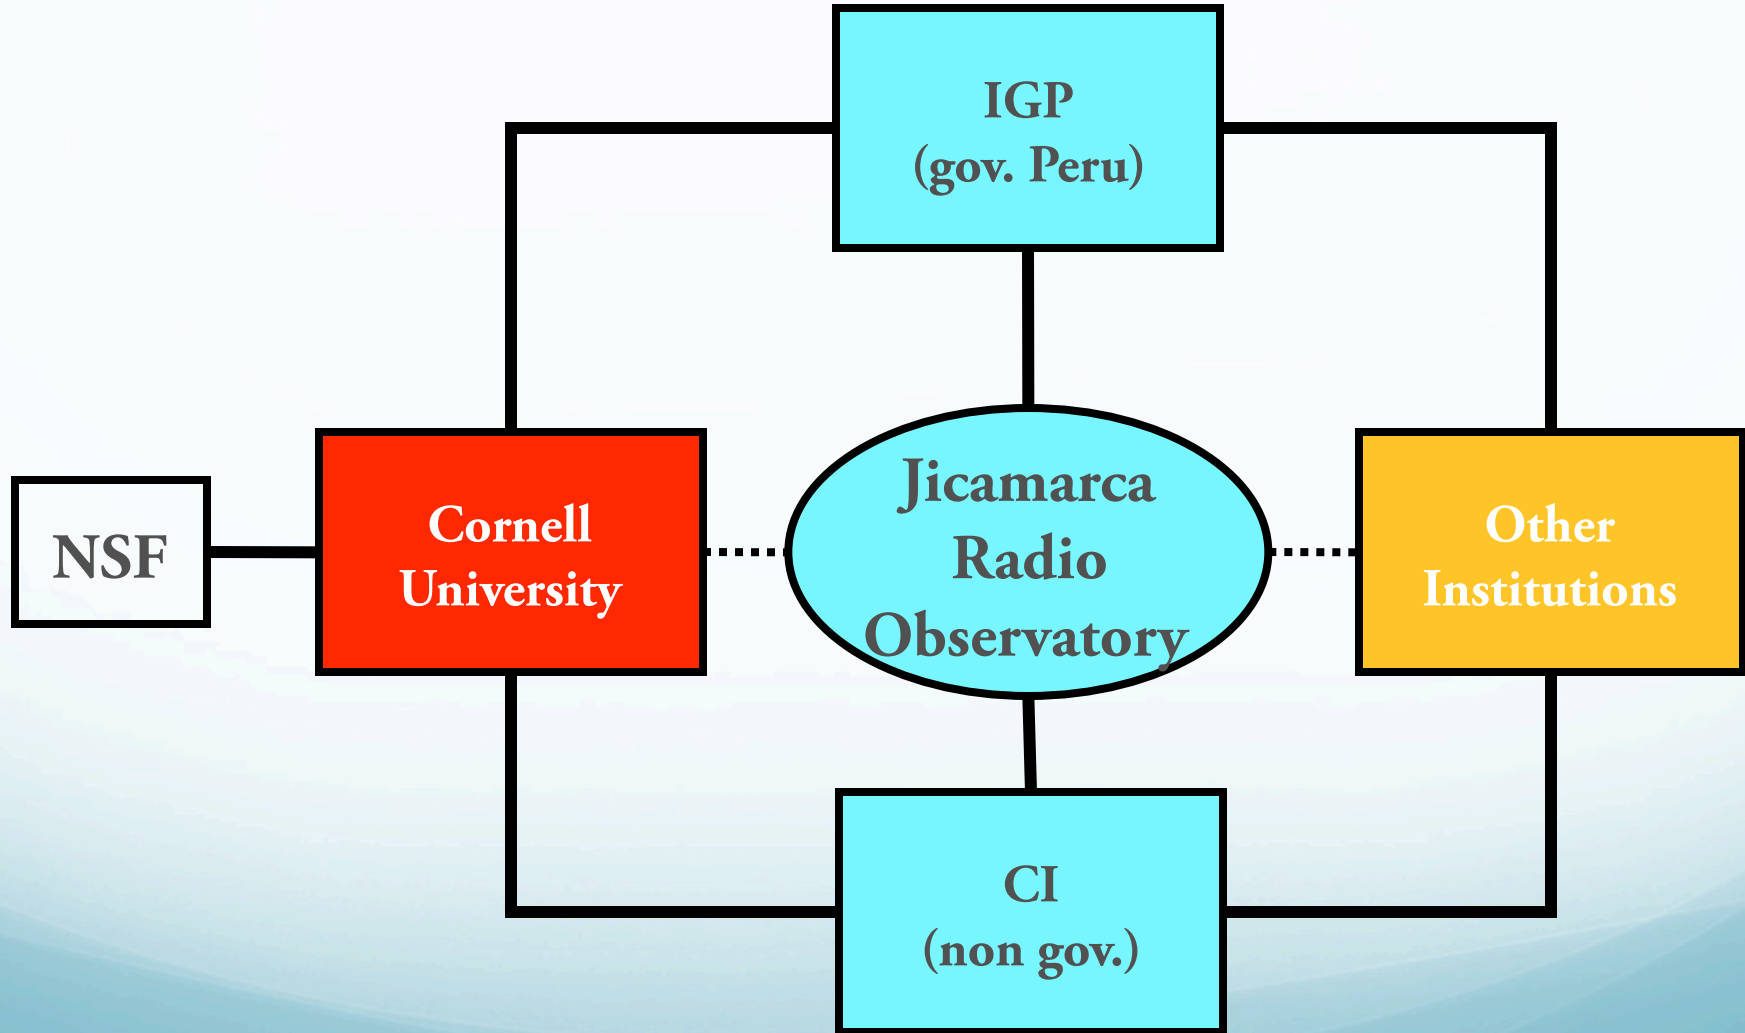 IGP
(gov. Peru)
NSF
Cornell
University
Jicamarca
Radio
Observatory
Other
Institutions
CI
(non gov.)